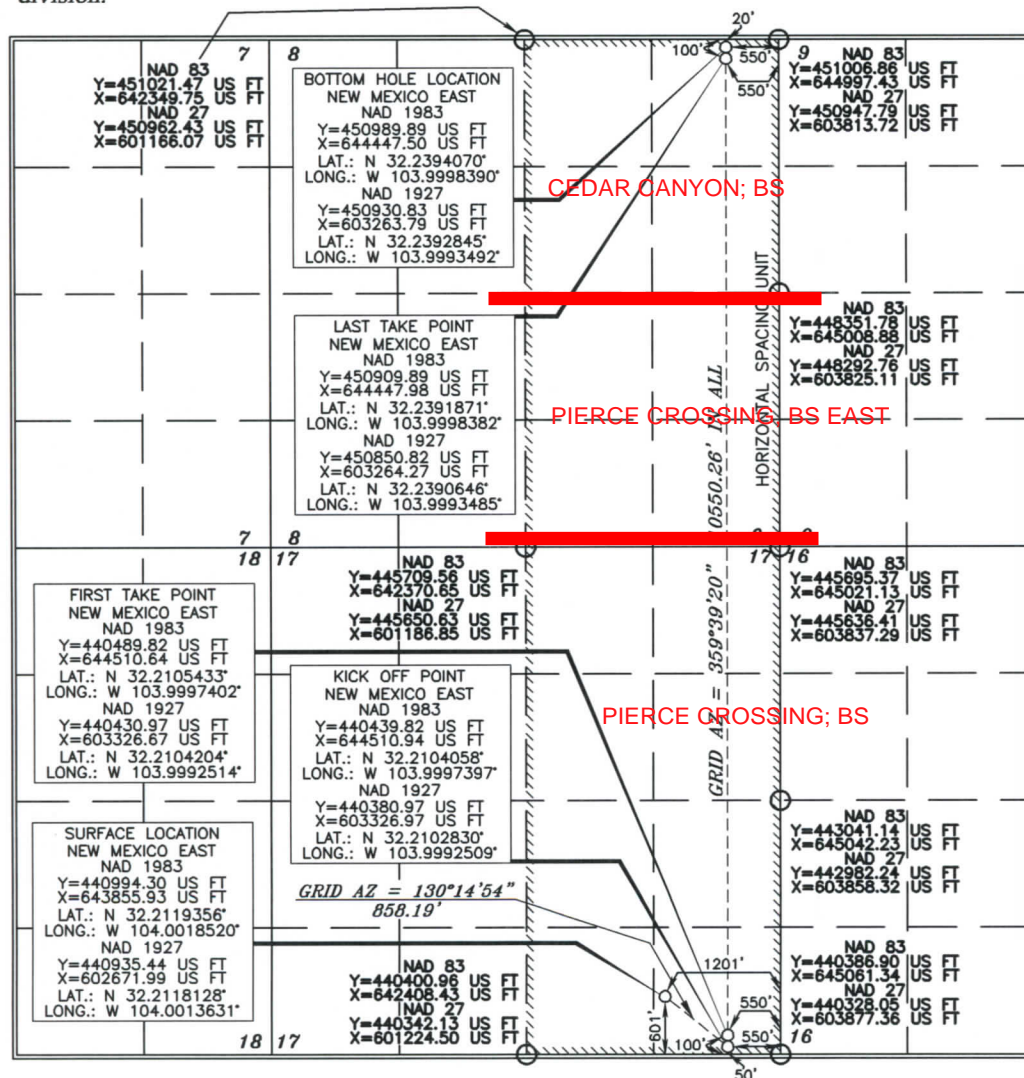 division.
7 8
9
20'
100'
550'
550'
NAD 83
Y=451021.47 US FT
X=642349.75 US FT
NAD 27
Y=450962.43 US FT
X=601166.07 US FT
BOTTOM HOLE LOCATION
NEW MEXICO EAST
NAD 1983
Y=450989.89 US FT
X=644447.50 US FT
LAT.: N 32.2394070°
LONG.: W 103.9998390°
NAD 1927
Y=450930.83 US FT
X=603263.79 US FT
LAT.: N 32.2392845°
LONG.: W 103.9993492°
NAD 83
Y=451006.86 US FT
X=644997.43 US FT
NAD 27
Y=450947.79 US FT
X=603813.72 US FT
CEDAR CANYON; BS
HORIZONTAL SPACING UNIT
LAST TAKE POINT
NEW MEXICO EAST
NAD 1983
Y=450909.89 US FT
X=644447.98 US FT
LAT.: N 32.2391871°
LONG.: W 103.9998382°
NAD 1927
Y=450850.82 US FT
X=603264.27 US FT
LAT.: N 32.2390646°
LONG.: W 103.9993485°
NAD 83
Y=448351.78 US FT
X=645008.88 US FT
NAD 27
Y=448292.76 US FT
X=603825.11 US FT
PIERCE CROSSING; BS EAST
GRID AZ = 359°39'20"
0550.26' IN ALL
7 8
18 17
17 16
NAD 83
Y=445709.56 US FT
X=642370.65 US FT
NAD 27
Y=445650.63 US FT
X=601186.85 US FT
NAD 83
Y=445695.37 US FT
X=645021.13 US FT
NAD 27
Y=445636.41 US FT
X=603837.29 US FT
FIRST TAKE POINT
NEW MEXICO EAST
NAD 1983
Y=440489.82 US FT
X=644510.64 US FT
LAT.: N 32.2105433°
LONG.: W 103.9997402°
NAD 1927
Y=440430.97 US FT
X=603326.67 US FT
LAT.: N 32.2104204°
LONG.: W 103.9992514°
KICK OFF POINT
NEW MEXICO EAST
NAD 1983
Y=440439.82 US FT
X=644510.94 US FT
LAT.: N 32.2104058°
LONG.: W 103.9997397°
NAD 1927
Y=440380.97 US FT
X=603326.97 US FT
LAT.: N 32.2102830°
LONG.: W 103.9992509°
PIERCE CROSSING; BS
NAD 83
Y=443041.14 US FT
X=645042.23 US FT
NAD 27
Y=442982.24 US FT
X=603858.32 US FT
SURFACE LOCATION
NEW MEXICO EAST
NAD 1983
Y=440994.30 US FT
X=643855.93 US FT
LAT.: N 32.2119356°
LONG.: W 104.0018520°
NAD 1927
Y=440935.44 US FT
X=602671.99 US FT
LAT.: N 32.2118128°
LONG.: W 104.0013631°
GRID AZ = 130°14'54"
858.19'
NAD 83
Y=440400.96 US FT
X=642408.43 US FT
NAD 27
Y=440342.13 US FT
X=601224.50 US FT
1201'
601'
550'
550'
100'
50'
NAD 83
Y=440386.90 US FT
X=645061.34 US FT
NAD 27
Y=440328.05 US FT
X=603877.36 US FT
18 17
16